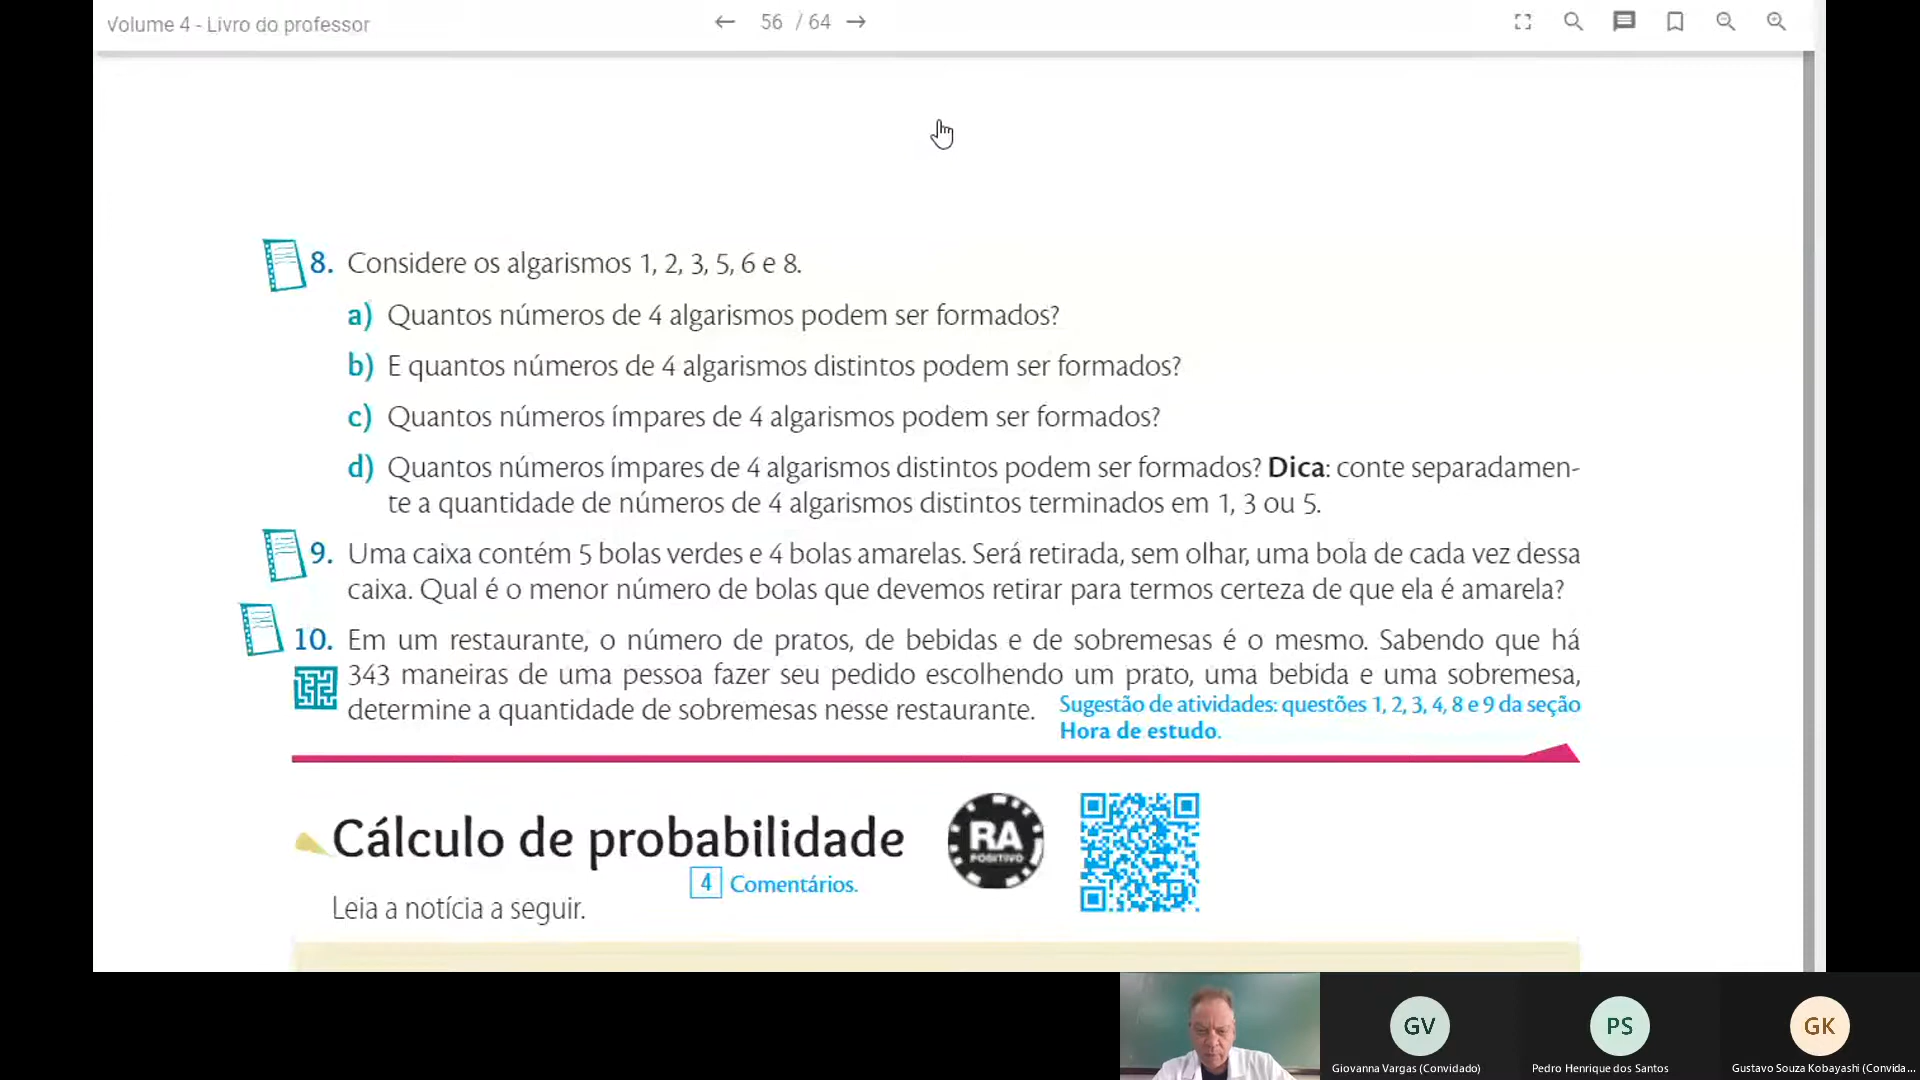 Volume 4 - Livro do professor
56 / 64
8. Considere os algarismos 1, 2, 3, 5, 6 e 8.
a) Quantos números de 4 algarismos podem ser formados?
b) E quantos números de 4 algarismos distintos podem ser formados?
c) Quantos números ímpares de 4 algarismos podem ser formados?
d) Quantos números ímpares de 4 algarismos distintos podem ser formados? Dica: conte separadamen-
te a quantidade de números de 4 algarismos distintos terminados em 1, 3 ou 5.
9. Uma caixa contém 5 bolas verdes e 4 bolas amarelas. Será retirada, sem olhar, uma bola de cada vez dessa
caixa. Qual é o menor número de bolas que devemos retirar para termos certeza de que ela é amarela?
10. Em um restaurante, o número de pratos, de bebidas e de sobremesas é o mesmo. Sabendo que há
343 maneiras de uma pessoa fazer seu pedido escolhendo um prato, uma bebida e uma sobremesa,
determine a quantidade de sobremesas nesse restaurante.
Sugestão de atividades: questões 1, 2, 3, 4, 8 e 9 da seção
Hora de estudo.
Cálculo de probabilidade
RA
POSITIVO
4 Comentários.
Leia a notícia a seguir.
GV
PS
GK
Giovanna Vargas (Convidado)
Pedro Henrique dos Santos
Gustavo Souza Kobayashi (Convida...